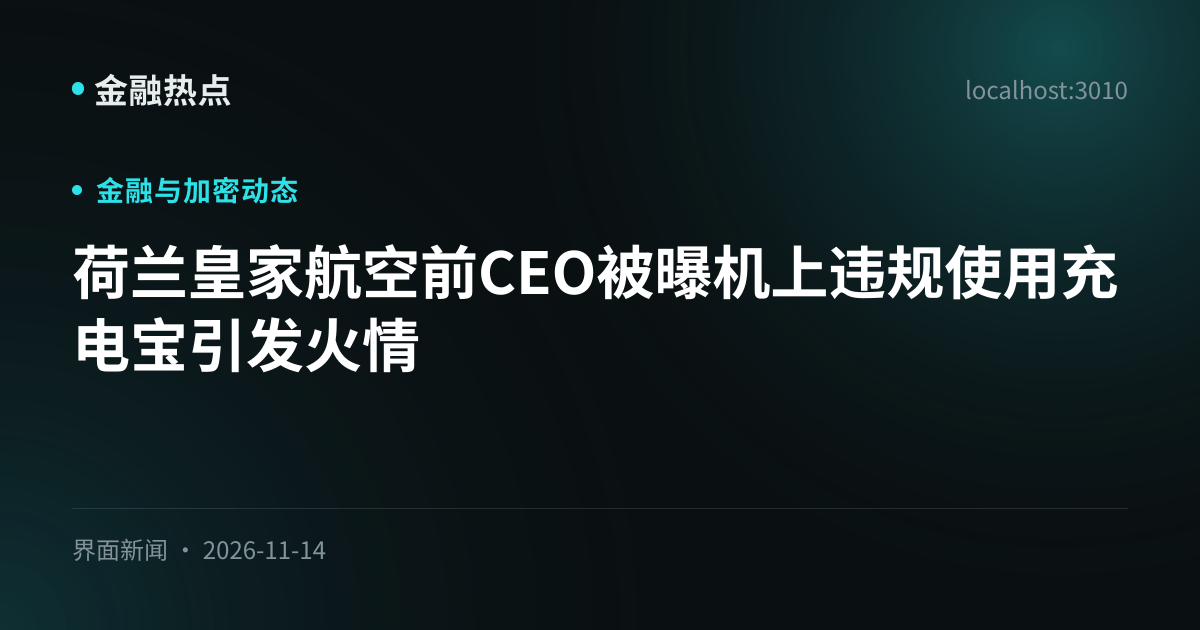 金融热点
localhost:3010
金融与加密动态
荷兰皇家航空前CEO被曝机上违规使用充
电宝引发火情
界面新闻 · 2026-11-14